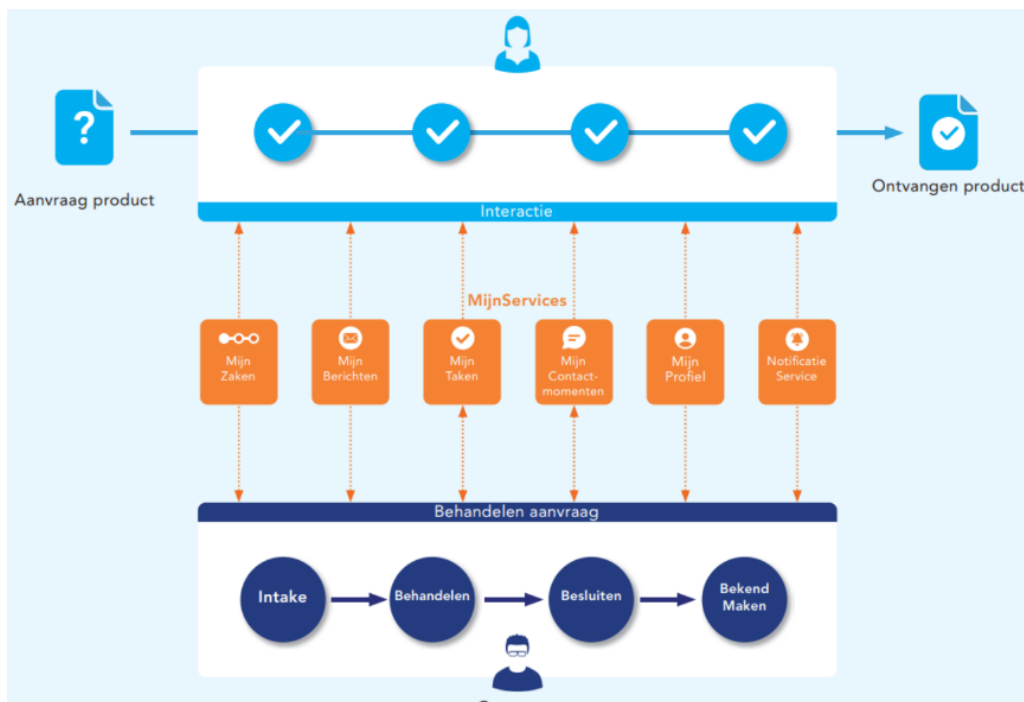 ?
Aanvraag product
Ontvangen product
Interactie
MijnServices
Mijn
Zaken
Mijn
Berichten
Mijn
Taken
Mijn
Contact-
momenten
Mijn
Profiel
Notificatie
Service
Behandelen aanvraag
Intake
Behandelen
Besluiten
Bekend
Maken